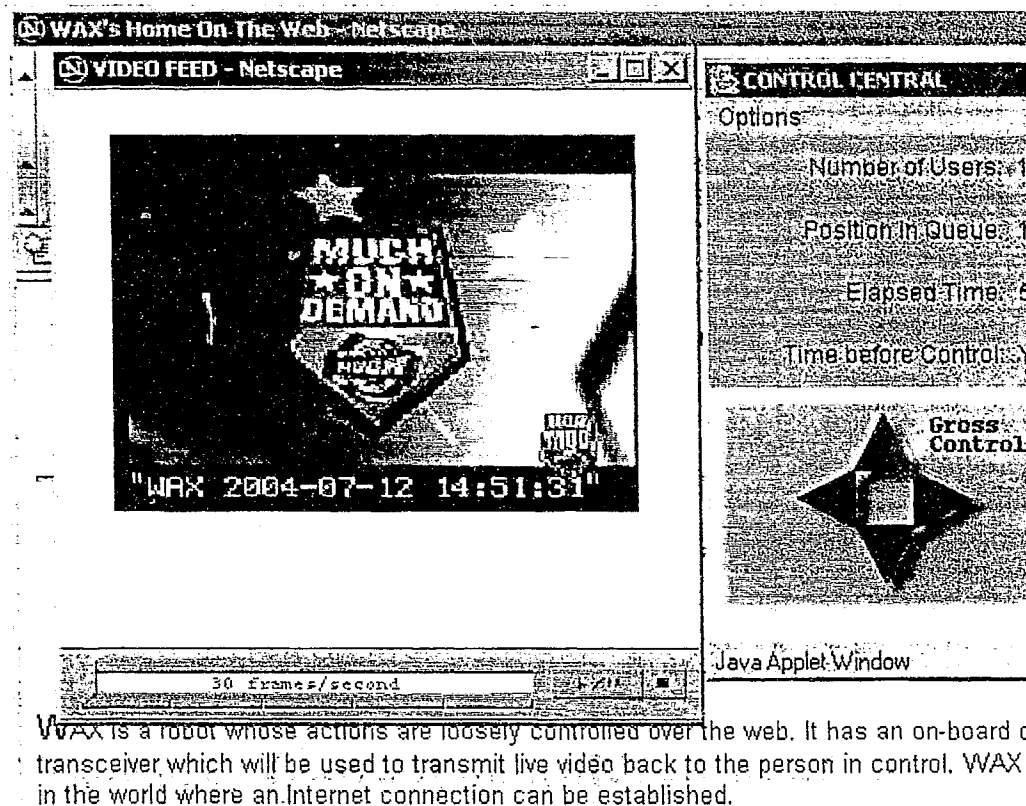 WAX's Home On The Web - Netscape
VIDEO FEED - Netscape
MUCH
ON
DEMAND
MOD
"WAX 2004-07-12 14:51:31"
30 frames/second
CONTROL CENTRAL
Options
Number of Users: 1
Position In Queue: 1
Elapsed Time:
Time before Control:
Gross
Control
Java Applet Window
WAX is a robot whose actions are loosely controlled over the web. It has an on-board
transceiver which will be used to transmit live video back to the person in control. WAX
in the world where an Internet connection can be established.